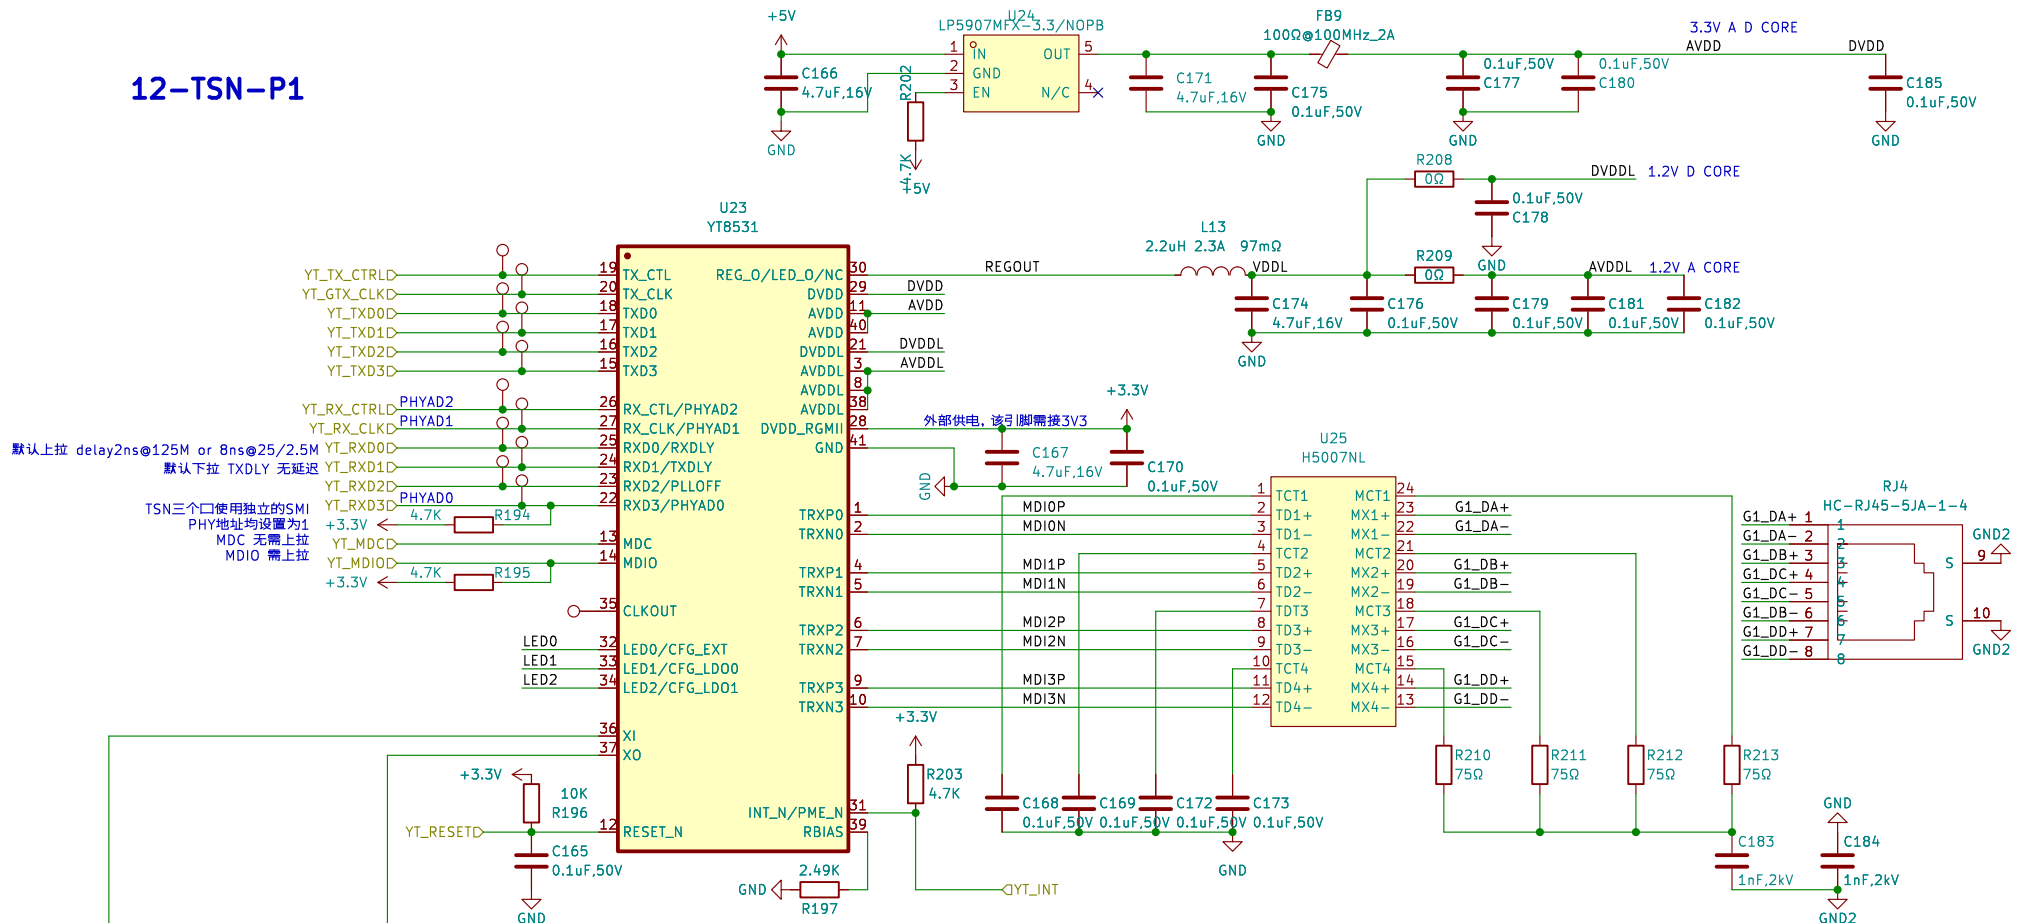 12-TSN-P1
+5V
C166
4.7uF,16V
GND
R202
4.7K
+5V
U24
LP5907MFX-3.3/NOPB
1 IN
2 GND
3 EN
OUT 5
N/C 4
C171
4.7uF,16V
C175
0.1uF,50V
GND
FB9
100Ω@100MHz_2A
0.1uF,50V
C177
GND
0.1uF,50V
C180
3.3V A D CORE
AVDD
DVDD
C185
0.1uF,50V
GND
R208
0Ω
DVDDL
1.2V D CORE
0.1uF,50V
C178
GND
L13
2.2uH 2.3A 97mΩ
REGOUT
VDDL
R209
0Ω
AVDDL
1.2V A CORE
C174
4.7uF,16V
GND
C176
0.1uF,50V
C179
0.1uF,50V
C181
0.1uF,50V
C182
0.1uF,50V
U23
YT8531
YT_TX_CTRL
YT_GTX_CLK
YT_TXD0
YT_TXD1
YT_TXD2
YT_TXD3
YT_RX_CTRL
YT_RX_CLK
YT_RXD0
YT_RXD1
YT_RXD2
YT_RXD3
YT_MDC
YT_MDIO
PHYAD2
PHYAD1
PHYAD0
默认上拉 delay2ns@125M or 8ns@25/2.5M
默认下拉 TXDLY 无延迟
TSN三个口使用独立的SMI
PHY地址均设置为1
MDC 无需上拉
MDIO 需上拉
+3.3V
4.7K
R194
+3.3V
4.7K
R195
19 TX_CTL
20 TX_CLK
18 TXD0
17 TXD1
16 TXD2
15 TXD3
26 RX_CTL/PHYAD2
27 RX_CLK/PHYAD1
25 RXD0/RXDLY
24 RXD1/TXDLY
23 RXD2/PLLOFF
22 RXD3/PHYAD0
13 MDC
14 MDIO
35 CLKOUT
LED0 32 LED0/CFG_EXT
LED1 33 LED1/CFG_LDO0
LED2 34 LED2/CFG_LDO1
36 XI
37 XO
12 RESET_N
REG_O/LED_O/NC 30
DVDD 29 DVDD
AVDD 11 AVDD
AVDD 40
DVDDL 21 DVDDL
AVDDL 3 AVDDL
AVDDL 8
AVDDL 38
DVDD_RGMII 28
GND 41
TRXP0 1 MDI0P
TRXN0 2 MDI0N
TRXP1 4 MDI1P
TRXN1 5 MDI1N
TRXP2 6 MDI2P
TRXN2 7 MDI2N
TRXP3 9 MDI3P
TRXN3 10 MDI3N
INT_N/PME_N 31
RBIAS 39
外部供电, 该引脚需接3V3
+3.3V
GND
C167
4.7uF,16V
C170
0.1uF,50V
+3.3V
10K
R196
YT_RESET
C165
0.1uF,50V
GND
GND
2.49K
R197
+3.3V
R203
4.7K
YT_INT
U25
H5007NL
1 TCT1
2 TD1+
3 TD1-
4 TCT2
5 TD2+
6 TD2-
7 TDT3
8 TD3+
9 TD3-
10 TCT4
11 TD4+
12 TD4-
MCT1 24
MX1+ 23 G1_DA+
MX1- 22 G1_DA-
MCT2 21
MX2+ 20 G1_DB+
MX2- 19 G1_DB-
MCT3 18
MX3+ 17 G1_DC+
MX3- 16 G1_DC-
MCT4 15
MX4+ 14 G1_DD+
MX4- 13 G1_DD-
C168
0.1uF,50V
C169
0.1uF,50V
C172
0.1uF,50V
C173
0.1uF,50V
GND
R210
75Ω
R211
75Ω
R212
75Ω
R213
75Ω
C183
1nF,2kV
GND
C184
1nF,2kV
GND2
RJ4
HC-RJ45-5JA-1-4
G1_DA+ 1 1
G1_DA- 2 2
G1_DB+ 3 3
G1_DC+ 4 4
G1_DC- 5 5
G1_DB- 6 6
G1_DD+ 7 7
G1_DD- 8 8
S 9
GND2
S 10
GND2